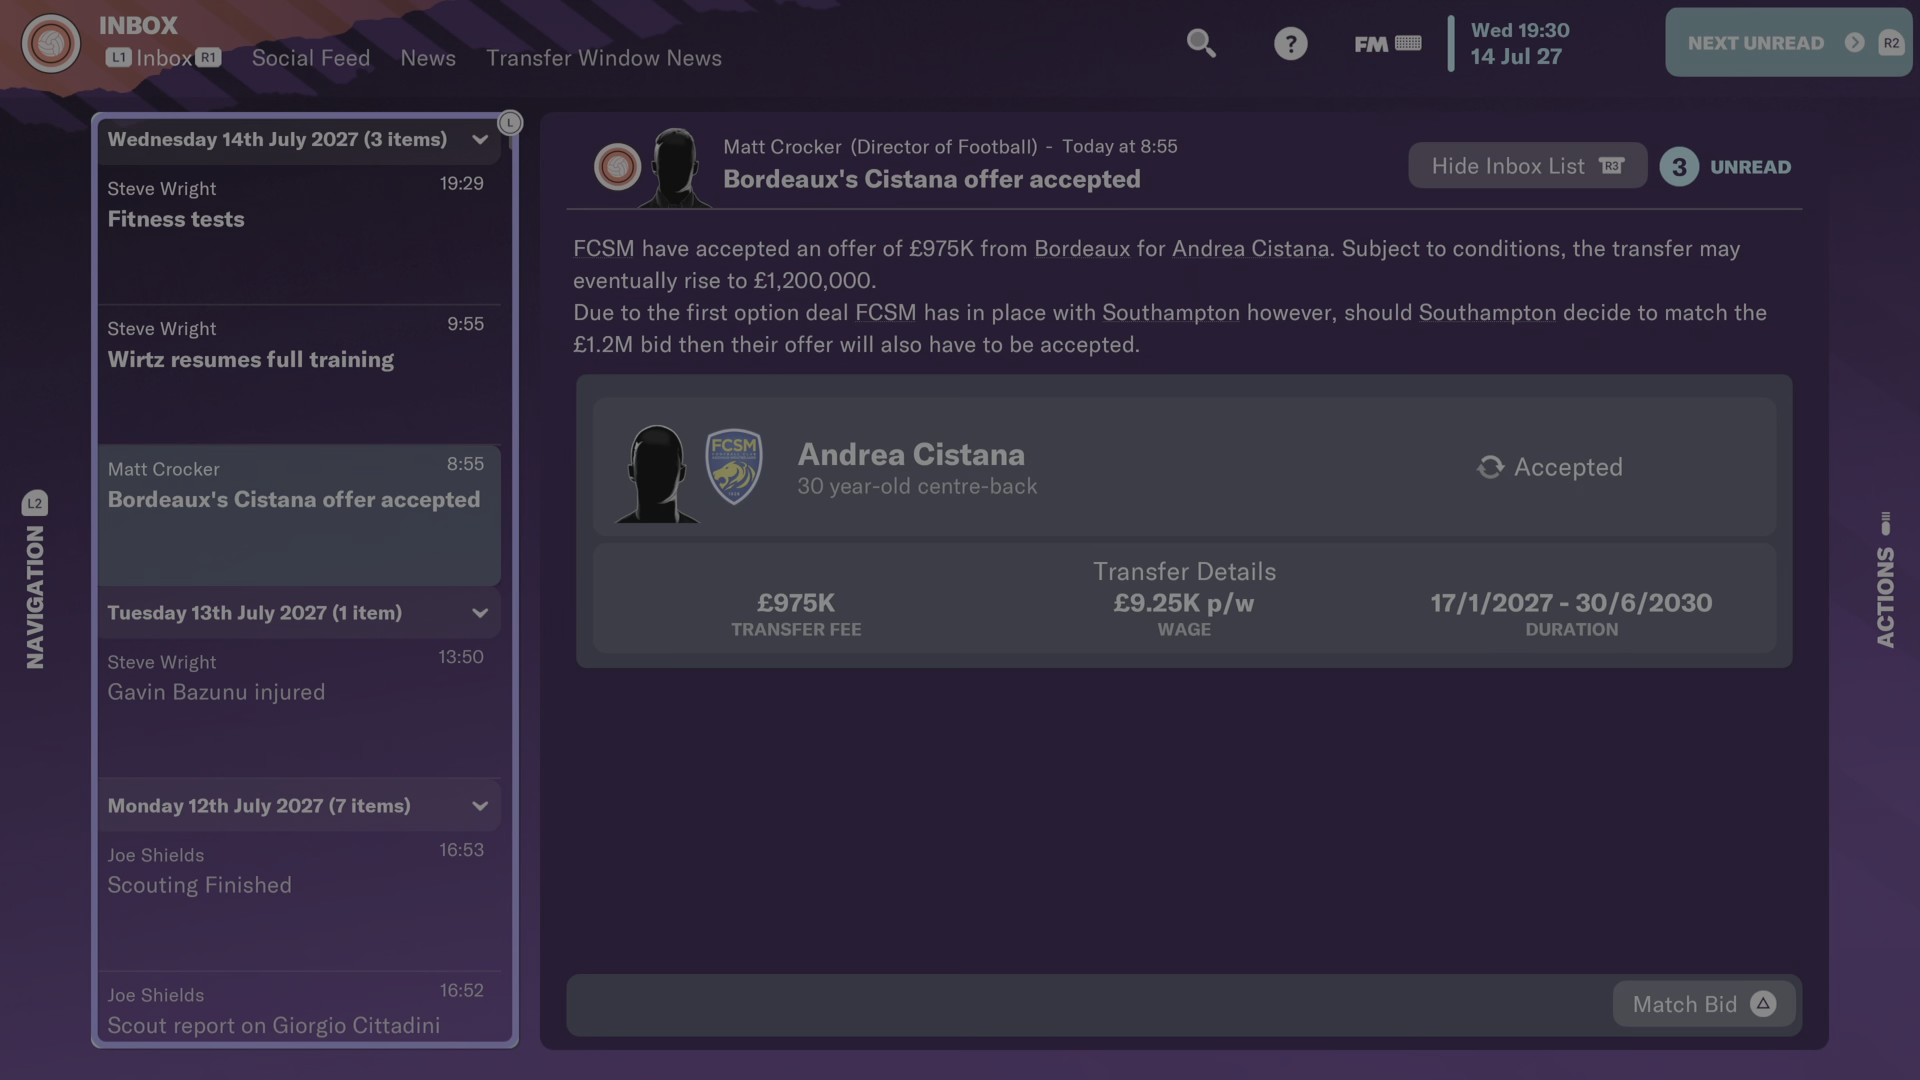 INBOX
L1 Inbox R1 Social Feed News Transfer Window News
? FM
Wed 19:30
14 Jul 27
NEXT UNREAD R2
L
Wednesday 14th July 2027 (3 items)
Steve Wright 19:29
Fitness tests
Steve Wright 9:55
Wirtz resumes full training
Matt Crocker 8:55
Bordeaux's Cistana offer accepted
Tuesday 13th July 2027 (1 item)
Steve Wright 13:50
Gavin Bazunu injured
Monday 12th July 2027 (7 items)
Joe Shields 16:53
Scouting Finished
Joe Shields 16:52
Scout report on Giorgio Cittadini
L2
NAVIGATION
Matt Crocker (Director of Football) - Today at 8:55
Bordeaux's Cistana offer accepted
Hide Inbox List R3 3 UNREAD
FCSM have accepted an offer of £975K from Bordeaux for Andrea Cistana. Subject to conditions, the transfer may
eventually rise to £1,200,000.
Due to the first option deal FCSM has in place with Southampton however, should Southampton decide to match the
£1.2M bid then their offer will also have to be accepted.
FCSM
Andrea Cistana
30 year-old centre-back
Accepted
Transfer Details
£975K £9.25K p/w 17/1/2027 - 30/6/2030
TRANSFER FEE WAGE DURATION
Match Bid
ACTIONS